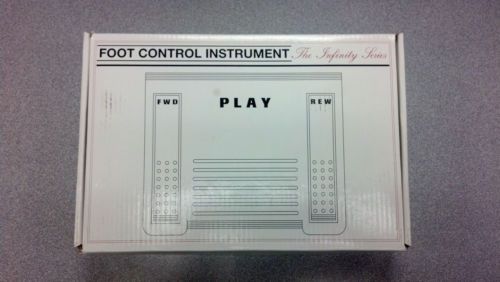 FOOT CONTROL INSTRUMENT The Infinity Series
FWD PLAY REW